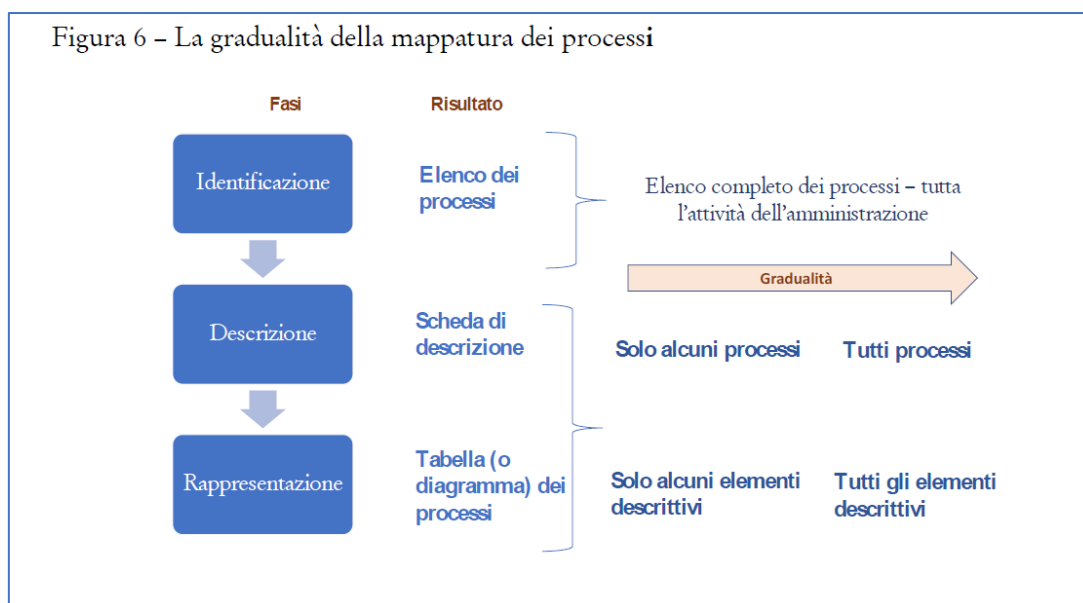 Figura 6 – La gradualità della mappatura dei processi
Fasi
Risultato
Identificazione
Elenco dei
processi
Elenco completo dei processi – tutta
l'attività dell'amministrazione
Gradualità
Descrizione
Scheda di
descrizione
Solo alcuni processi
Tutti processi
Rappresentazione
Tabella (o
diagramma) dei
processi
Solo alcuni elementi
descrittivi
Tutti gli elementi
descrittivi